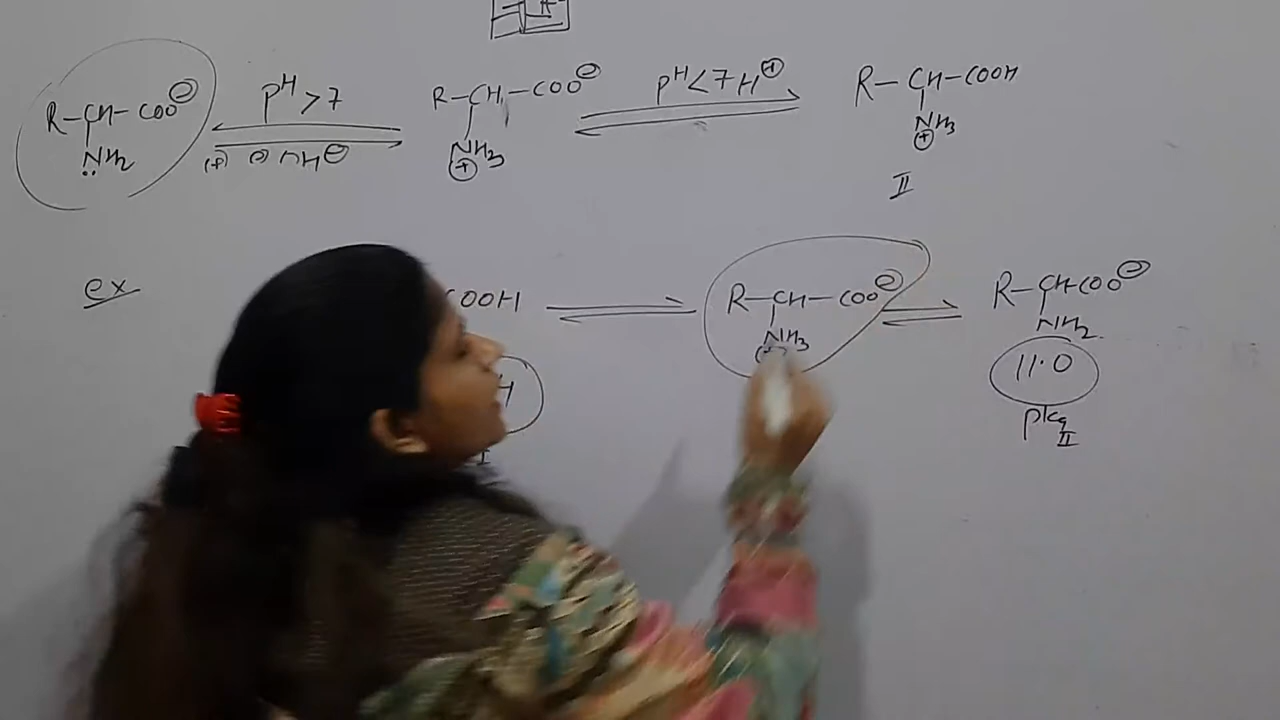 R-CH-COO⊖ pH>7 R-CH-COO⊖ pH<7 H⊕ R-CH-COOH
NH2 (+) OH⊖ NH3 NH3
⊕ ⊕
II
ex COOH R-CH-COO⊖ R-CH-COO⊖
NH3 NH2
(+) 11.0
I pka
II